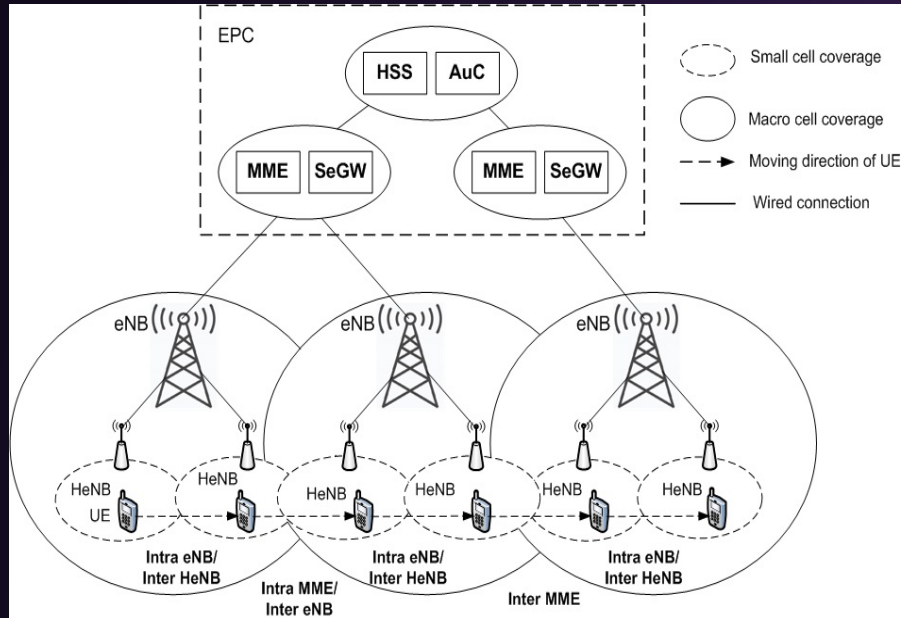 EPC
HSS
AuC
MME
SeGW
MME
SeGW
Small cell coverage
Macro cell coverage
Moving direction of UE
Wired connection
eNB
eNB
eNB
HeNB
HeNB
HeNB
HeNB
HeNB
HeNB
UE
Intra eNB/
Inter HeNB
Intra MME/
Inter eNB
Intra eNB/
Inter HeNB
Inter MME
Intra eNB/
Inter HeNB